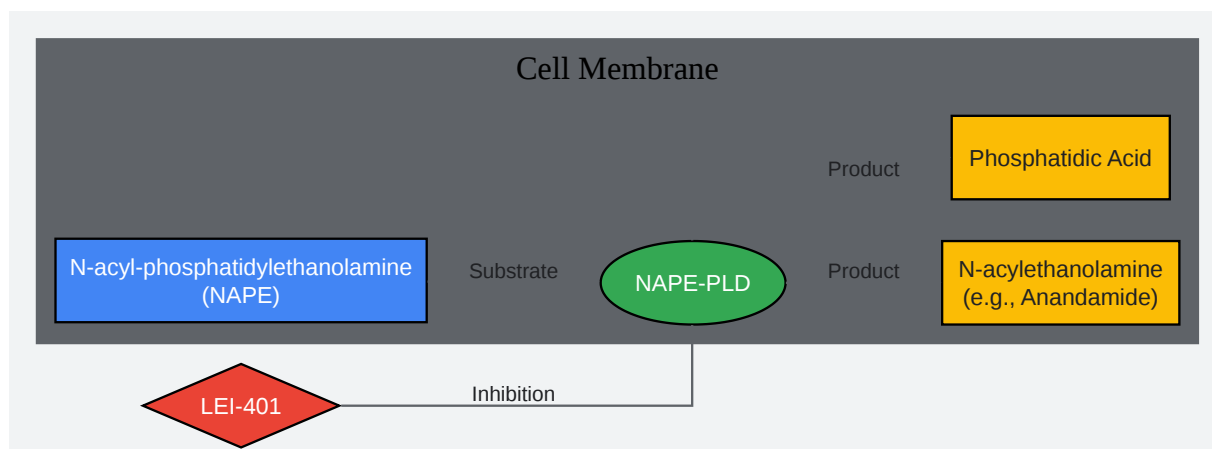 Cell Membrane
Product
Phosphatidic Acid
N-acyl-phosphatidylethanolamine
(NAPE)
Substrate
NAPE-PLD
Product
N-acylethanolamine
(e.g., Anandamide)
LEI-401
Inhibition